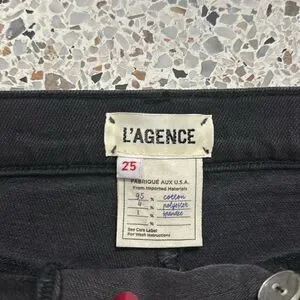 L'AGENCE
25
FABRIQUÉ AUX U.S.A.
From Imported Materials
95 % cotton
4 % polyester
1 % spandex
See Care Label
For Wash Instructions